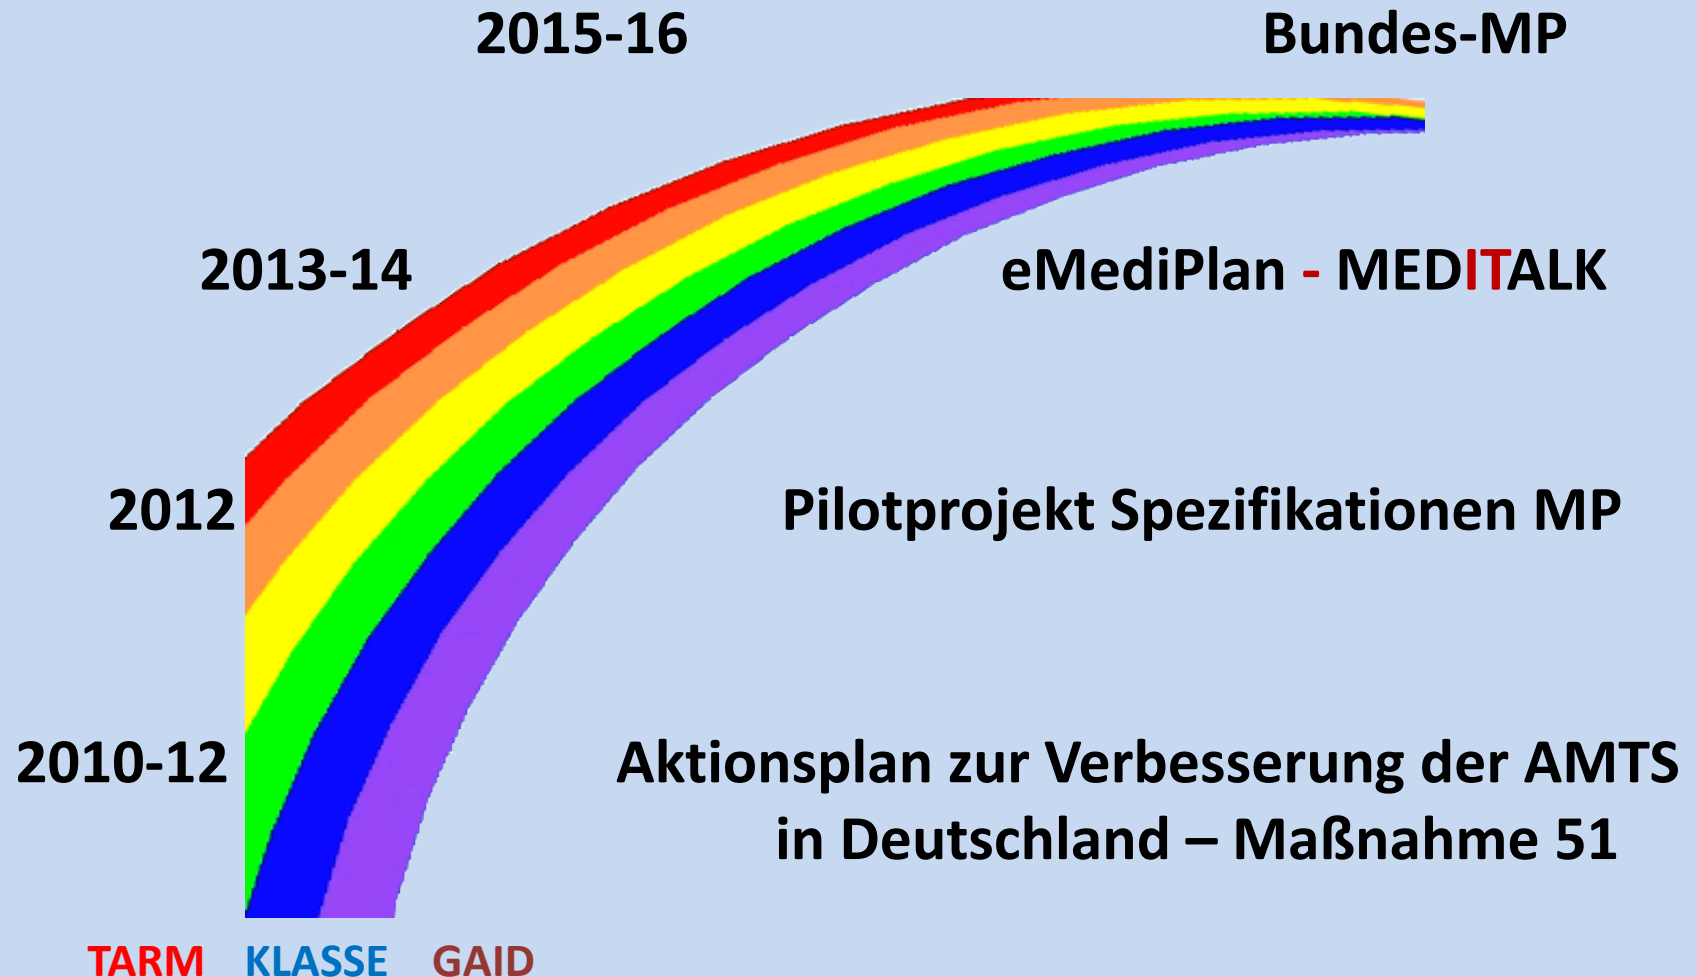 2015-16 Bundes-MP
2013-14 eMediPlan - MEDITALK
2012 Pilotprojekt Spezifikationen MP
2010-12 Aktionsplan zur Verbesserung der AMTS
in Deutschland – Maßnahme 51
TARM KLASSE GAID